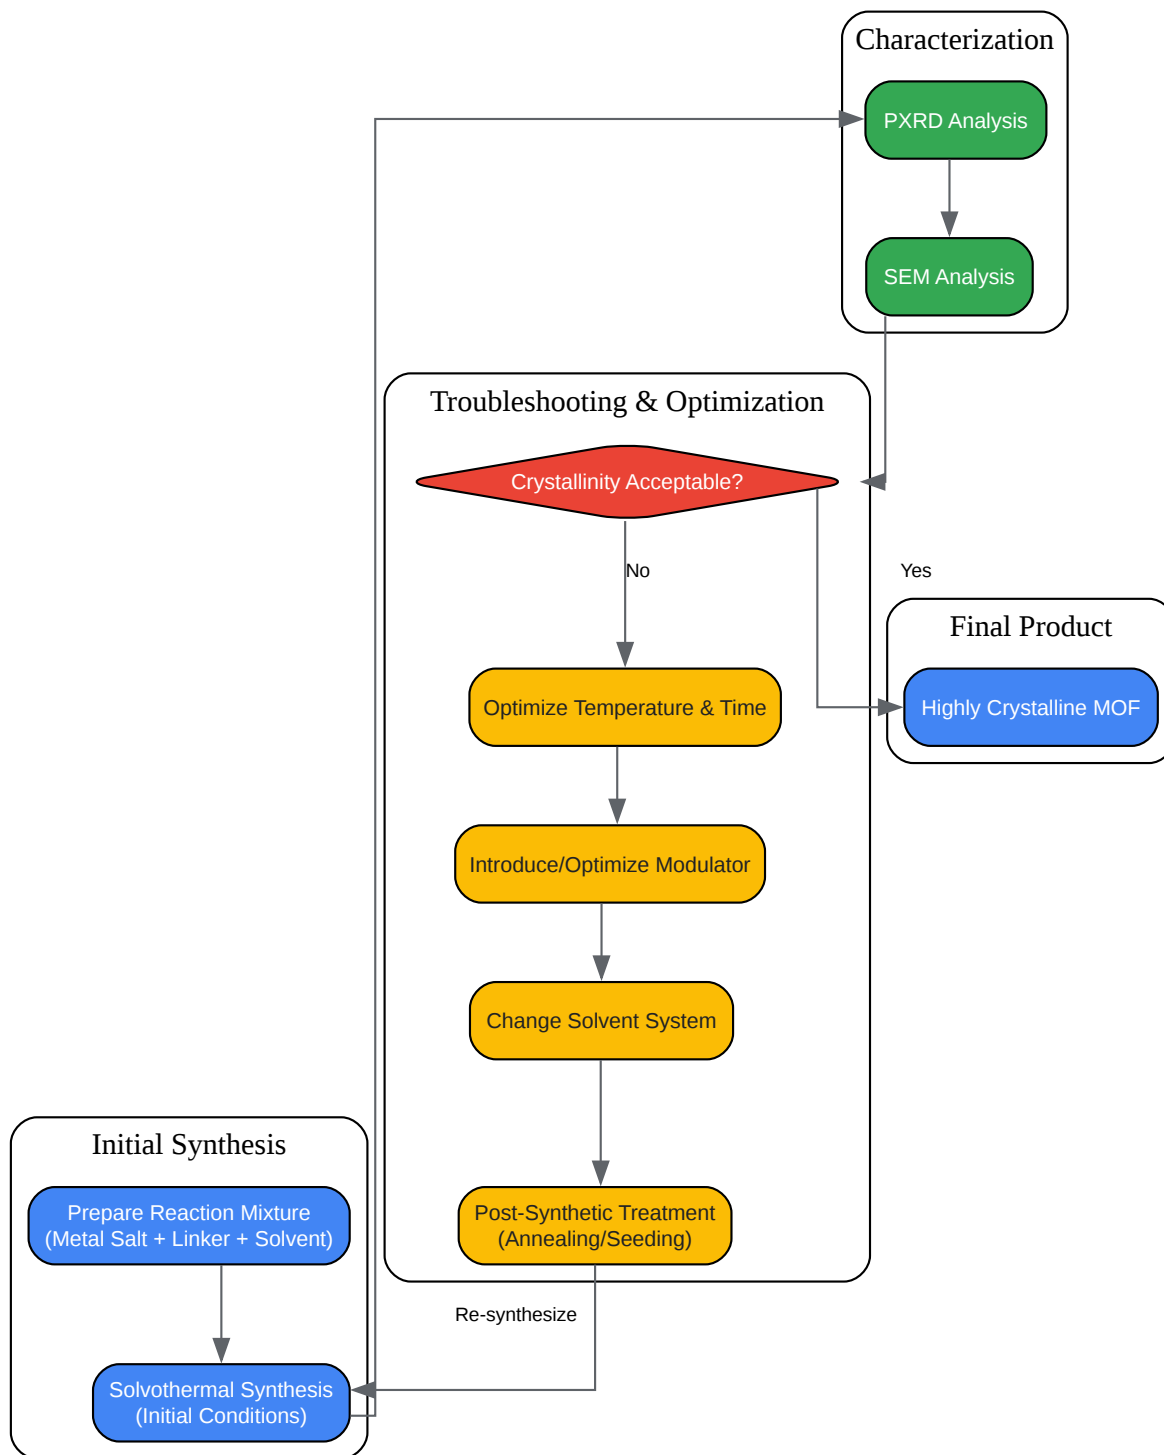 Characterization
PXRD Analysis
SEM Analysis
Troubleshooting & Optimization
Crystallinity Acceptable?
No
Yes
Final Product
Optimize Temperature & Time
Highly Crystalline MOF
Introduce/Optimize Modulator
Change Solvent System
Initial Synthesis
Prepare Reaction Mixture
(Metal Salt + Linker + Solvent)
Post-Synthetic Treatment
(Annealing/Seeding)
Re-synthesize
Solvothermal Synthesis
(Initial Conditions)